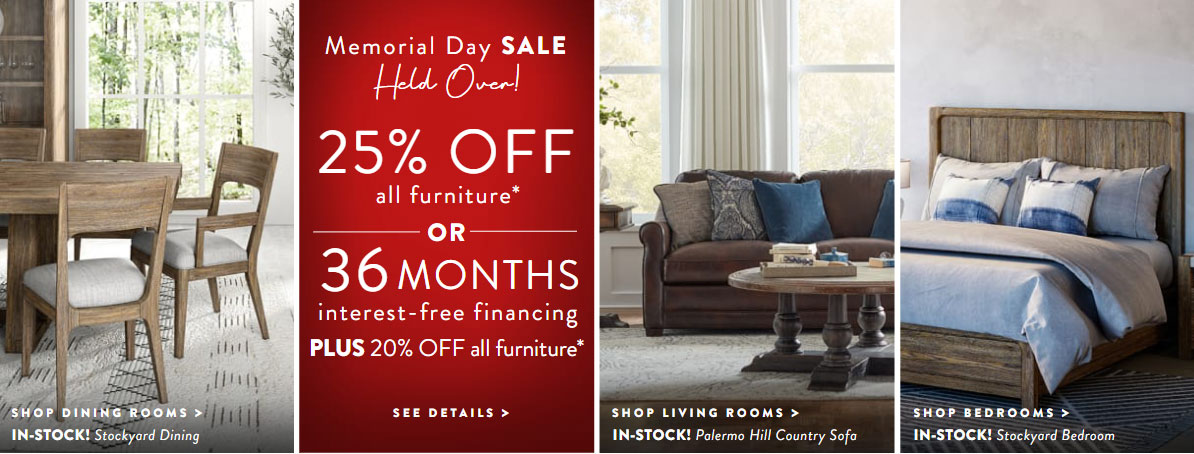 SHOP DINING ROOMS >
IN-STOCK! Stockyard Dining
Memorial Day SALE
Held Over!
25% OFF
all furniture*
OR
36 MONTHS
interest-free financing
PLUS 20% OFF all furniture*
SEE DETAILS >
SHOP LIVING ROOMS >
IN-STOCK! Palermo Hill Country Sofa
SHOP BEDROOMS >
IN-STOCK! Stockyard Bedroom